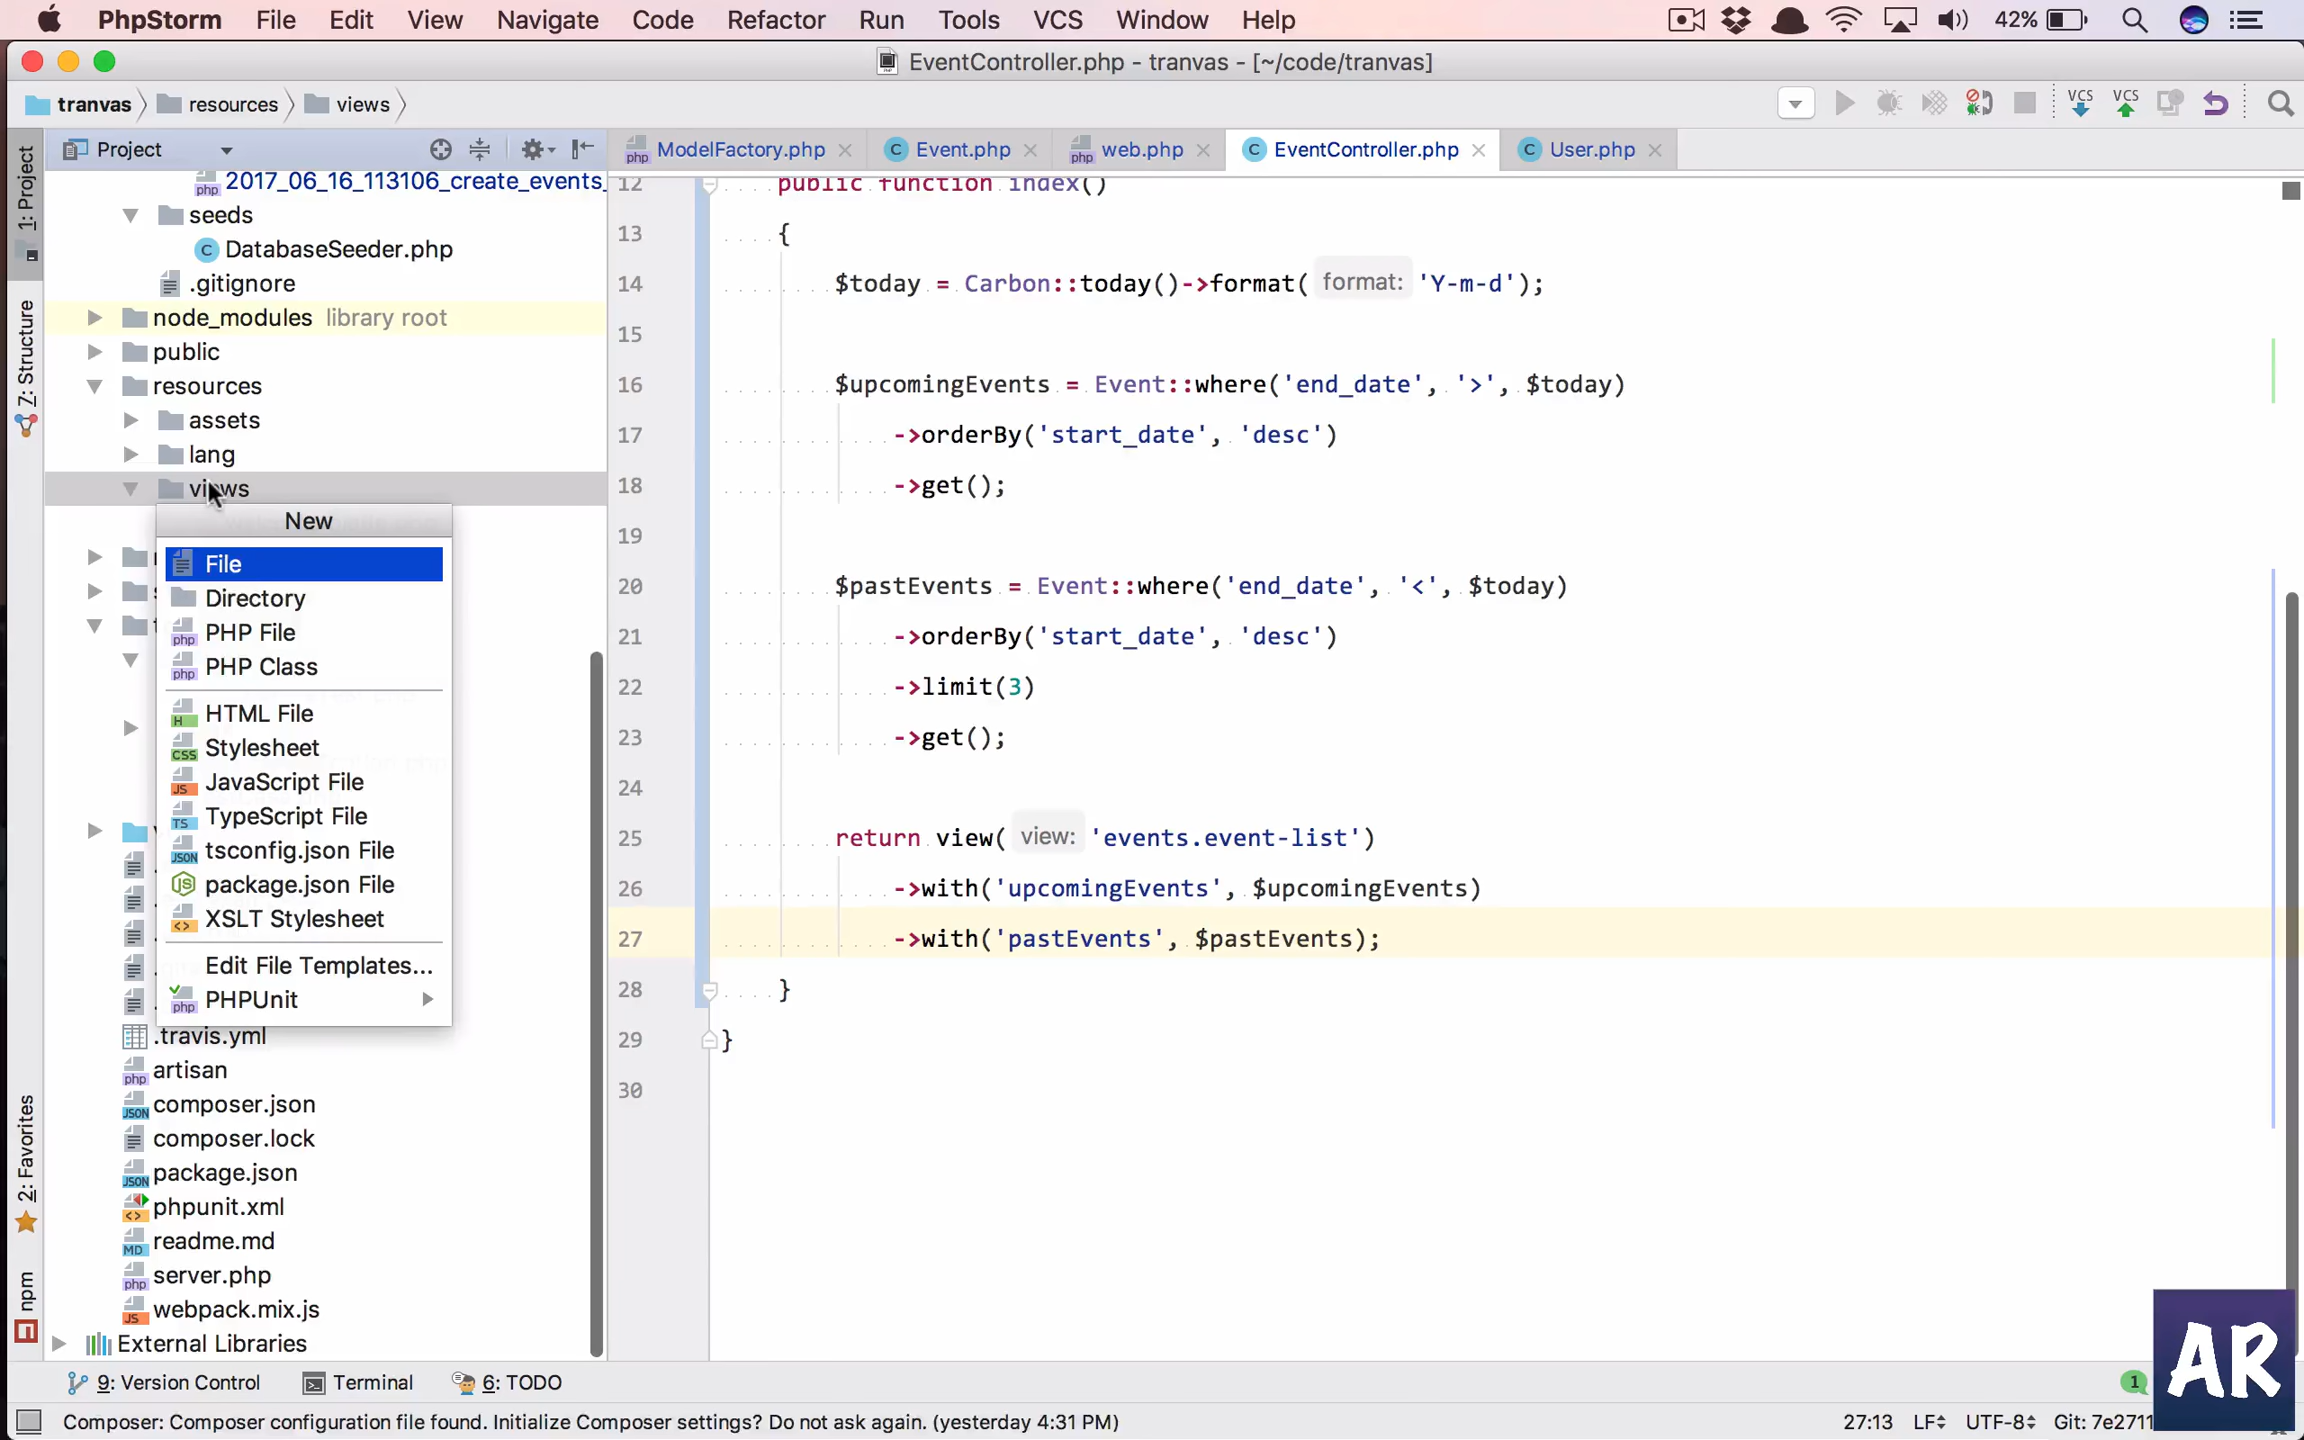 PhpStorm File Edit View Navigate Code Refactor Run Tools VCS Window Help 42%
EventController.php - tranvas - [~/code/tranvas]
tranvas resources views VCS VCS
1: Project
7: Structure
2: Favorites
npm
Project
2017_06_16_113106_create_events_
seeds
DatabaseSeeder.php
.gitignore
node_modules library root
public
resources
assets
lang
views
New
File
Directory
PHP File
PHP Class
HTML File
Stylesheet
JavaScript File
TypeScript File
tsconfig.json File
package.json File
XSLT Stylesheet
Edit File Templates...
PHPUnit
.travis.yml
artisan
composer.json
composer.lock
package.json
phpunit.xml
readme.md
server.php
webpack.mix.js
External Libraries
ModelFactory.php Event.php web.php EventController.php User.php
12 public function index()
13 {
14 $today = Carbon::today()->format( format: 'Y-m-d');
15
16 $upcomingEvents = Event::where('end_date', '>', $today)
17 ->orderBy('start_date', 'desc')
18 ->get();
19
20 $pastEvents = Event::where('end_date', '<', $today)
21 ->orderBy('start_date', 'desc')
22 ->limit(3)
23 ->get();
24
25 return view( view: 'events.event-list')
26 ->with('upcomingEvents', $upcomingEvents)
27 ->with('pastEvents', $pastEvents);
28 }
29 }
30
9: Version Control Terminal 6: TODO 1
Composer: Composer configuration file found. Initialize Composer settings? Do not ask again. (yesterday 4:31 PM) 27:13 LF UTF-8 Git: 7e2711
AR